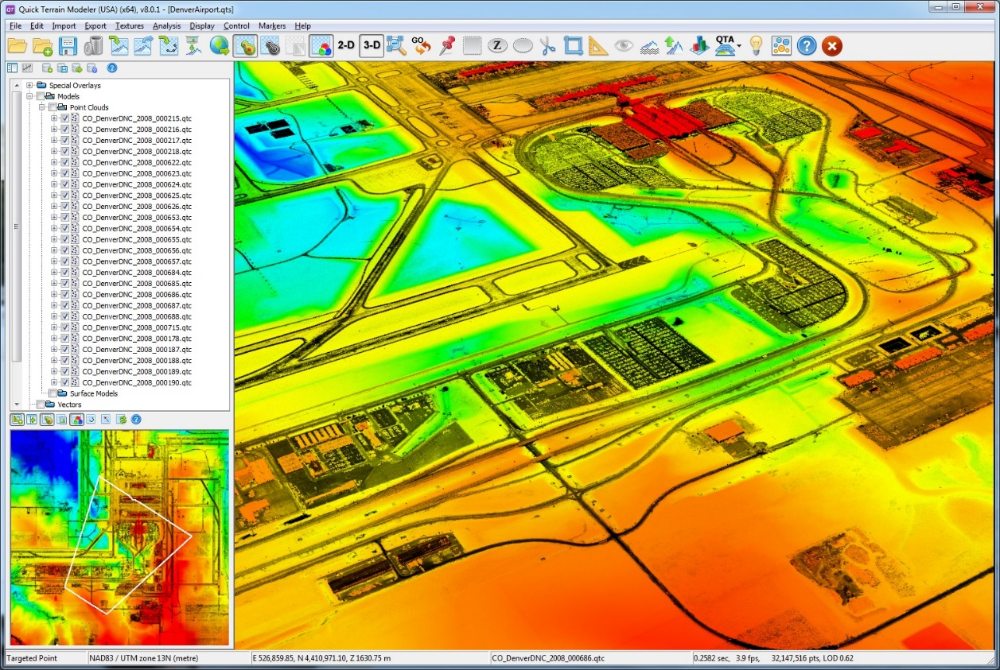 Quick Terrain Modeler (USA) (x64), v8.0.1 - [DenverAirport.qts]
File Edit Import Export Textures Analysis Display Control Markers Help
2-D 3-D GO Z QTA
Special Overlays
Models
Point Clouds
CO_DenverDNC_2008_000215.qtc
CO_DenverDNC_2008_000216.qtc
CO_DenverDNC_2008_000217.qtc
CO_DenverDNC_2008_000218.qtc
CO_DenverDNC_2008_000622.qtc
CO_DenverDNC_2008_000623.qtc
CO_DenverDNC_2008_000624.qtc
CO_DenverDNC_2008_000625.qtc
CO_DenverDNC_2008_000626.qtc
CO_DenverDNC_2008_000653.qtc
CO_DenverDNC_2008_000654.qtc
CO_DenverDNC_2008_000655.qtc
CO_DenverDNC_2008_000656.qtc
CO_DenverDNC_2008_000657.qtc
CO_DenverDNC_2008_000684.qtc
CO_DenverDNC_2008_000685.qtc
CO_DenverDNC_2008_000686.qtc
CO_DenverDNC_2008_000687.qtc
CO_DenverDNC_2008_000688.qtc
CO_DenverDNC_2008_000715.qtc
CO_DenverDNC_2008_000178.qtc
CO_DenverDNC_2008_000187.qtc
CO_DenverDNC_2008_000188.qtc
CO_DenverDNC_2008_000189.qtc
CO_DenverDNC_2008_000190.qtc
Surface Models
Vectors
Targeted Point NAD83 / UTM zone 13N (metre) E 526,859.85, N 4,410,971.10, Z 1630.75 m CO_DenverDNC_2008_000686.qtc 0.2582 sec, 3.9 fps, 32,147,516 pts, LOD 0.62